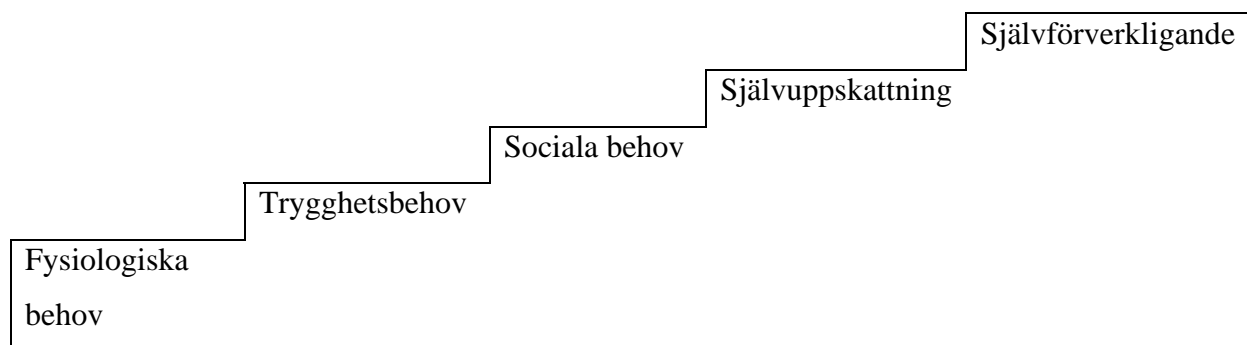 Självförverkligande
Självuppskattning
Sociala behov
Trygghetsbehov
Fysiologiska
behov